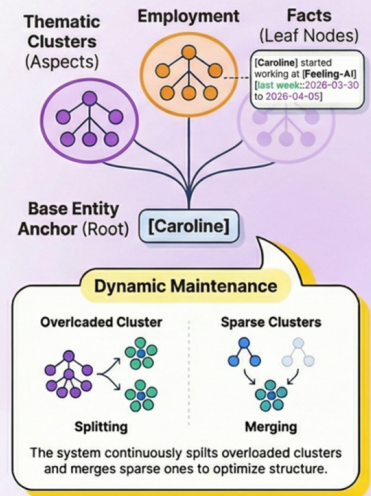 Thematic
Clusters
(Aspects)
Employment
Facts
(Leaf Nodes)
[Caroline] started
working at [Feeling-AI]
[last week::2026-03-30
to 2026-04-05]
Base Entity
Anchor (Root)
[Caroline]
Dynamic Maintenance
Overlcaded Cluster
Sparse Clusters
Splitting
Merging
The system continuously spilts overloaded clusters
and merges sparse ones to optimize structure.